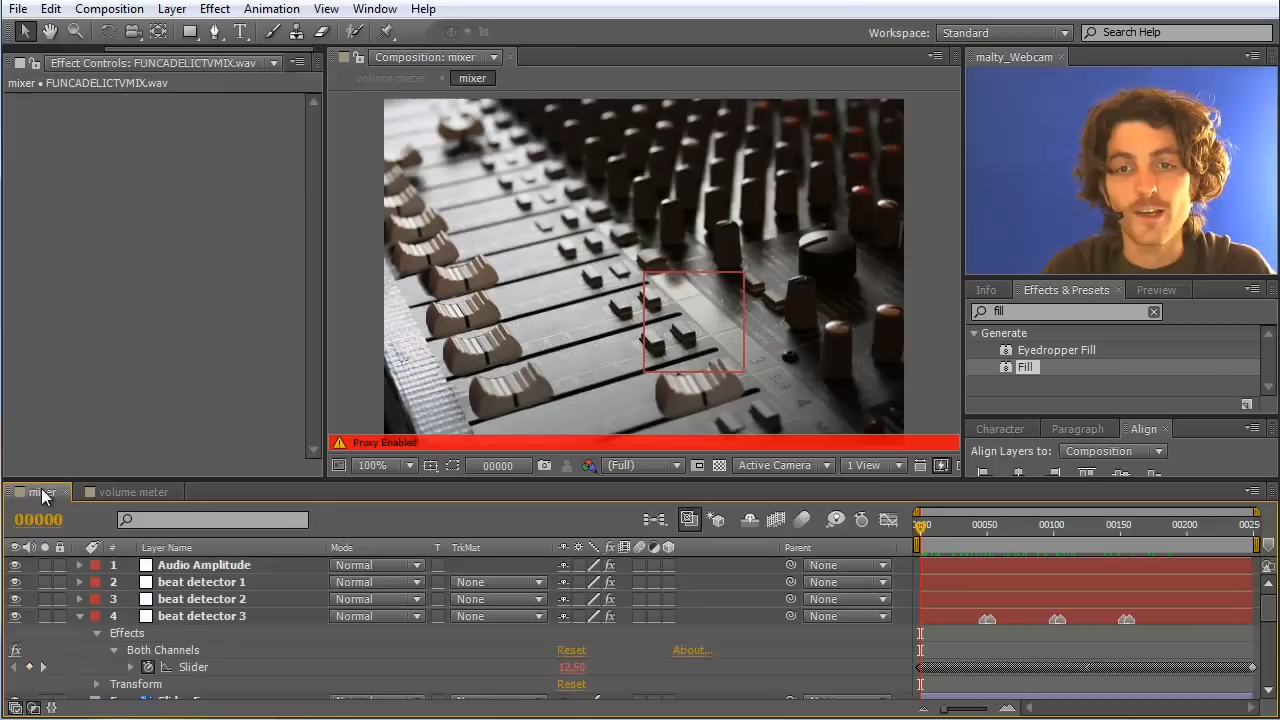 File Edit Composition Layer Effect Animation View Window Help
Workspace: Standard Search Help
Effect Controls: FUNCADELICTVMIX.wav
mixer • FUNCADELICTVMIX.wav
Composition: mixer
volume meter mixer
malty_Webcam
Info Effects & Presets Preview
fill
Generate
Eyedropper Fill
Fill
Proxy Enabled
Character Paragraph Align
Align Layers to: Composition
100% 00000 (Full) Active Camera 1 View
mixer volume meter
00000
00 00050 00100 00150 00200 0025
# Layer Name Mode T TrkMat Parent
1 Audio Amplitude Normal None
2 beat detector 1 Normal None None
3 beat detector 2 Normal None None
4 beat detector 3 Normal None None
Effects
Both Channels Reset About...
Slider 12,50
Transform Reset